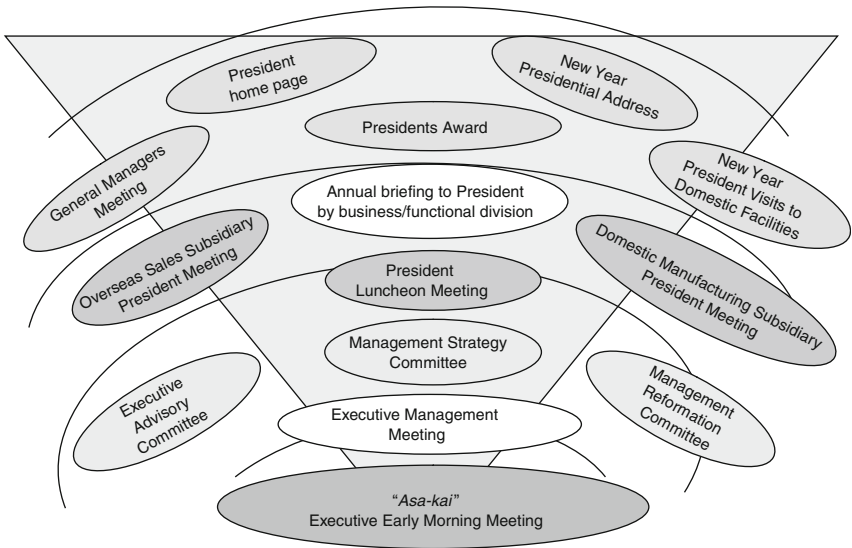 President
home page
New Year
Presidential Address
Presidents Award
General Managers
Meeting
Annual briefing to President
by business/functional division
New Year
President Visits to
Domestic Facilities
Overseas Sales Subsidiary
President Meeting
President
Luncheon Meeting
Domestic Manufacturing Subsidiary
President Meeting
Management Strategy
Committee
Executive
Advisory
Committee
Executive Management
Meeting
Management
Reformation
Committee
“Asa-kai”
Executive Early Morning Meeting